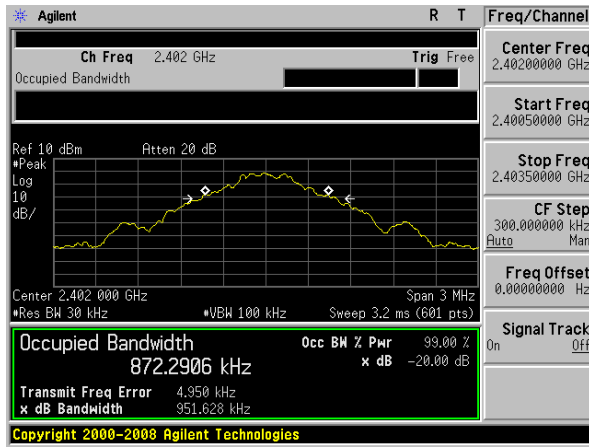 Agilent R T Freq/Channel
Ch Freq 2.402 GHz Trig Free
Occupied Bandwidth
Center Freq
2.40200000 GHz
Start Freq
2.40050000 GHz
Stop Freq
2.40350000 GHz
CF Step
300.000000 kHz
Auto Man
Freq Offset
0.00000000 Hz
Signal Track
On Off
Ref 10 dBm Atten 20 dB
#Peak
Log
10
dB/
Center 2.402 000 GHz Span 3 MHz
#Res BW 30 kHz #VBW 100 kHz Sweep 3.2 ms (601 pts)
Occupied Bandwidth Occ BW % Pwr 99.00 %
872.2906 kHz x dB -20.00 dB
Transmit Freq Error 4.950 kHz
x dB Bandwidth 951.628 kHz
Copyright 2000-2008 Agilent Technologies